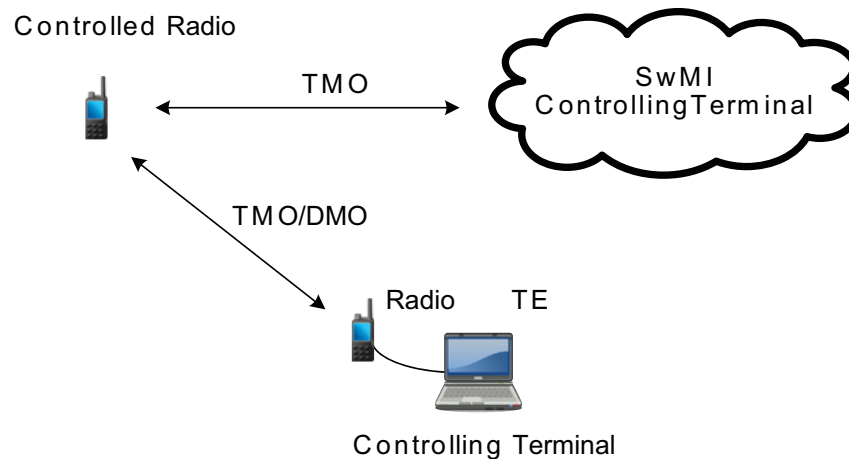 Controlled Radio
TMO
SwMI
ControllingTerminal
TMO/DMO
Radio TE
Controlling Terminal